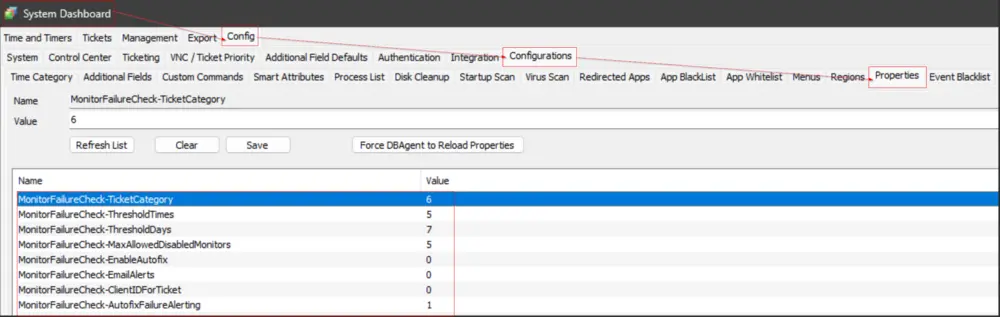 System Dashboard
Time and Timers Tickets Management Export Config
System Control Center Ticketing VNC / Ticket Priority Additional Field Defaults Authentication Integration Configurations
Time Category Additional Fields Custom Commands Smart Attributes Process List Disk Cleanup Startup Scan Virus Scan Redirected Apps App BlackList App Whitelist Menus Regions Properties Event Blacklist
Name MonitorFailureCheck-TicketCategory
Value 6
Refresh List Clear Save Force DBAgent to Reload Properties
Name Value
MonitorFailureCheck-TicketCategory 6
MonitorFailureCheck-ThresholdTimes 5
MonitorFailureCheck-ThresholdDays 7
MonitorFailureCheck-MaxAllowedDisabledMonitors 5
MonitorFailureCheck-EnableAutofix 0
MonitorFailureCheck-EmailAlerts 0
MonitorFailureCheck-ClientIDForTicket 0
MonitorFailureCheck-AutofixFailureAlerting 1